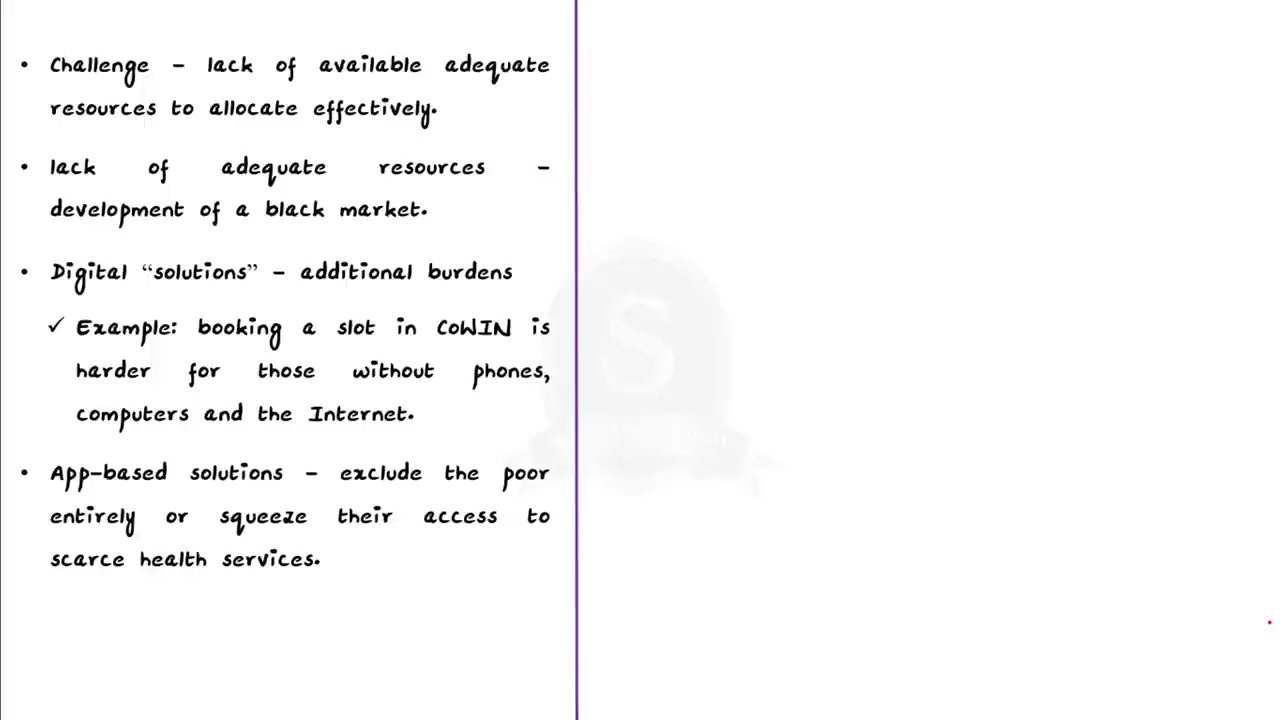 • Challenge – lack of available adequate
resources to allocate effectively.
• lack of adequate resources –
development of a black market.
• Digital “solutions” – additional burdens
✓ Example: booking a slot in CoWIN is
harder for those without phones,
computers and the Internet.
• App-based solutions – exclude the poor
entirely or squeeze their access to
scarce health services.
S